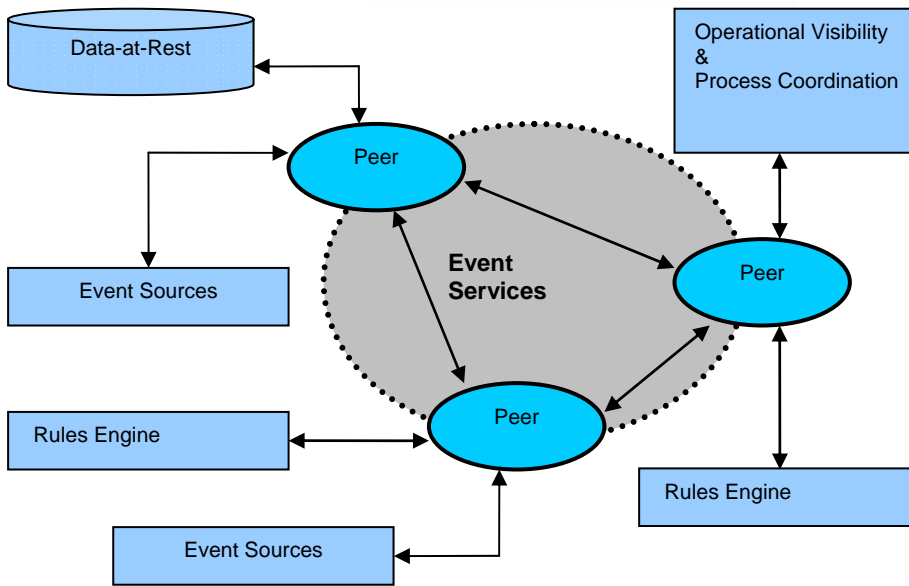 Data-at-Rest
Operational Visibility
&
Process Coordination
Peer
Event Sources
Event
Services
Peer
Rules Engine
Peer
Rules Engine
Event Sources